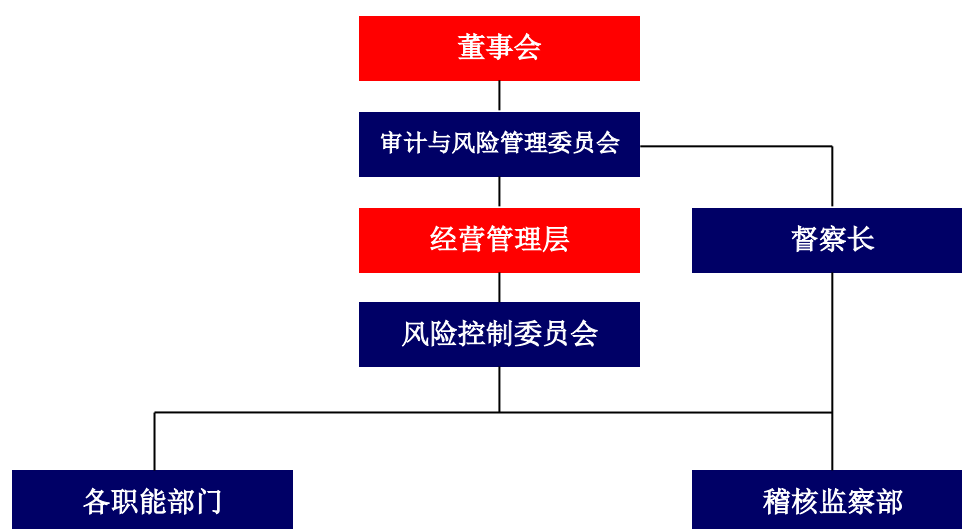 董事会
审计与风险管理委员会
经营管理层
督察长
风险控制委员会
各职能部门
稽核监察部